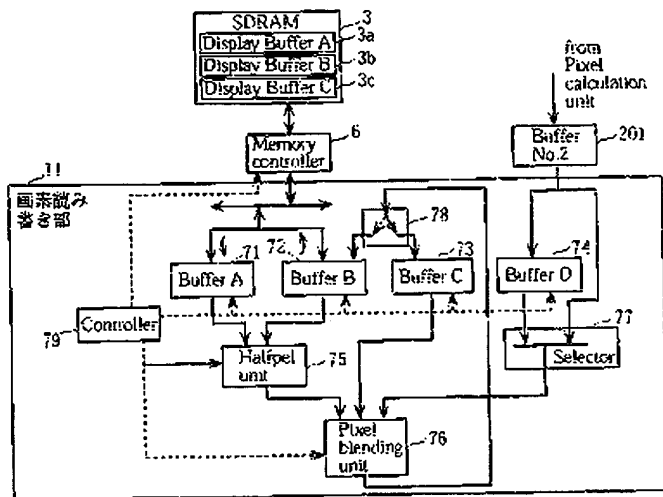 SDRAM
3
Display Buffer A
3a
Display Buffer B
3b
Display Buffer C
3c
from
Pixel
calculation
unit
Memory
controller
6
Buffer
No.2
201
11
画素読み
書き部
78
71
72
73
74
Buffer A
Buffer B
Buffer C
Buffer D
77
Controller
79
Halfpel
unit
75
Selector
Pixel
blending
unit
76